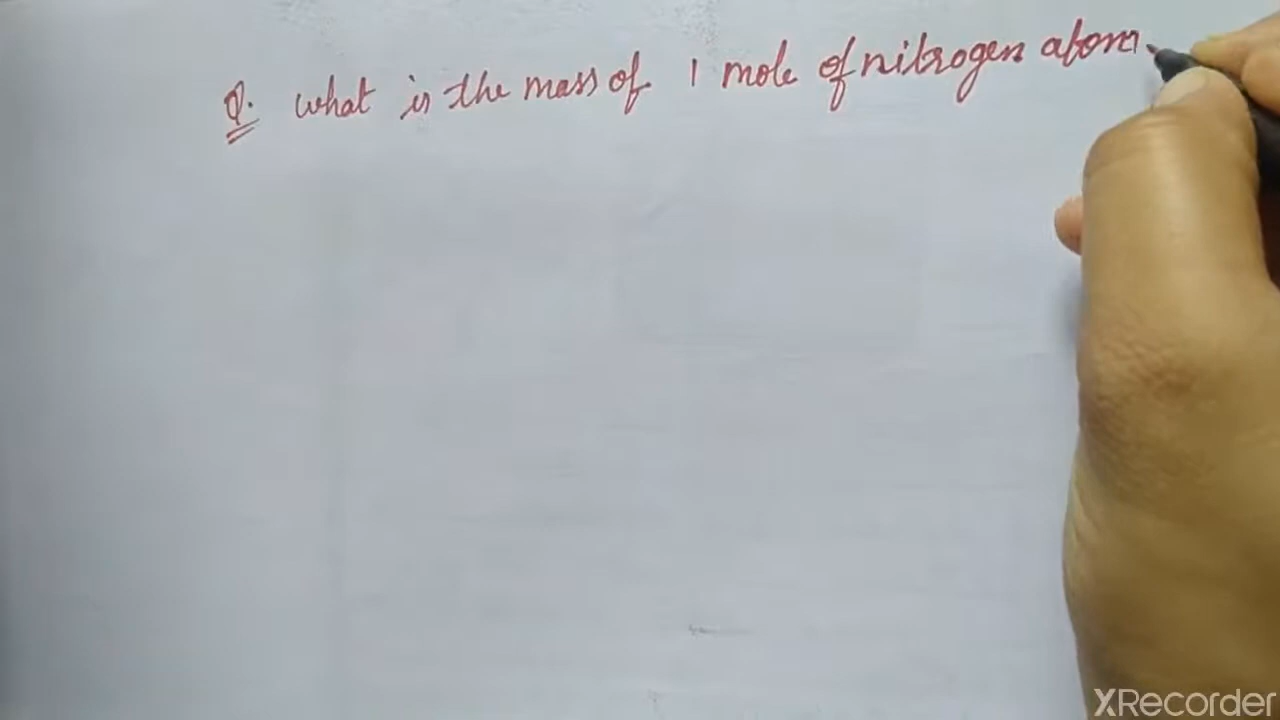 Q. What is the mass of 1 mole of nitrogen atom
XRecorder